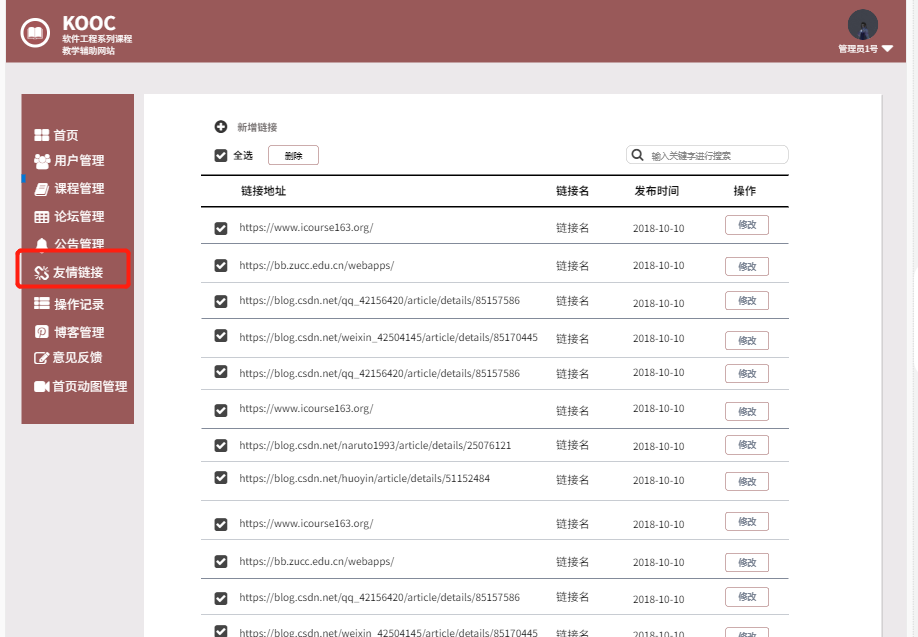 KOOC
软件工程系列课程
教学辅助网站
管理员1号
首页
用户管理
课程管理
论坛管理
公告管理
友情链接
操作记录
博客管理
意见反馈
首页动图管理
新增链接
全选 删除 输入关键字进行搜索
链接地址 链接名 发布时间 操作
https://www.icourse163.org/ 链接名 2018-10-10 修改
https://bb.zucc.edu.cn/webapps/ 链接名 2018-10-10 修改
https://blog.csdn.net/qq_42156420/article/details/85157586 链接名 2018-10-10 修改
https://blog.csdn.net/weixin_42504145/article/details/85170445 链接名 2018-10-10 修改
https://blog.csdn.net/qq_42156420/article/details/85157586 链接名 2018-10-10 修改
https://www.icourse163.org/ 链接名 2018-10-10 修改
https://blog.csdn.net/naruto1993/article/details/25076121 链接名 2018-10-10 修改
https://blog.csdn.net/huoyin/article/details/51152484 链接名 2018-10-10 修改
https://www.icourse163.org/ 链接名 2018-10-10 修改
https://bb.zucc.edu.cn/webapps/ 链接名 2018-10-10 修改
https://blog.csdn.net/qq_42156420/article/details/85157586 链接名 2018-10-10 修改
https://blog.csdn.net/weixin_42504145/article/details/85170445 链接名 2018-10-10 修改